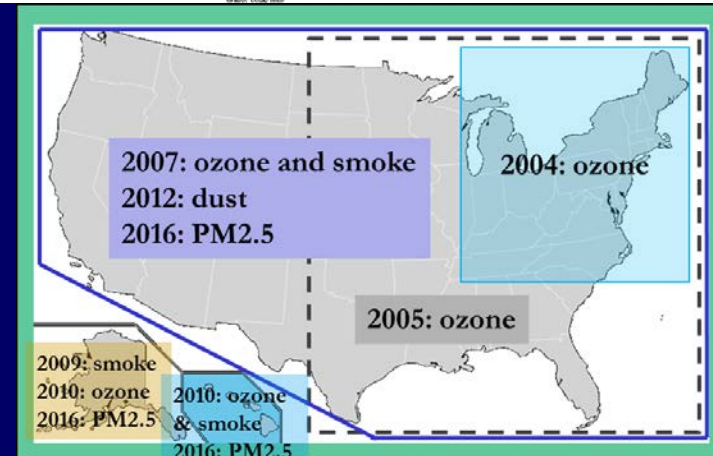 2007: ozone and smoke
2012: dust
2016: PM2.5
2004: ozone
2005: ozone
2009: smoke
2010: ozone
2016: PM2.5
2010: ozone
& smoke
2016: PM2.5